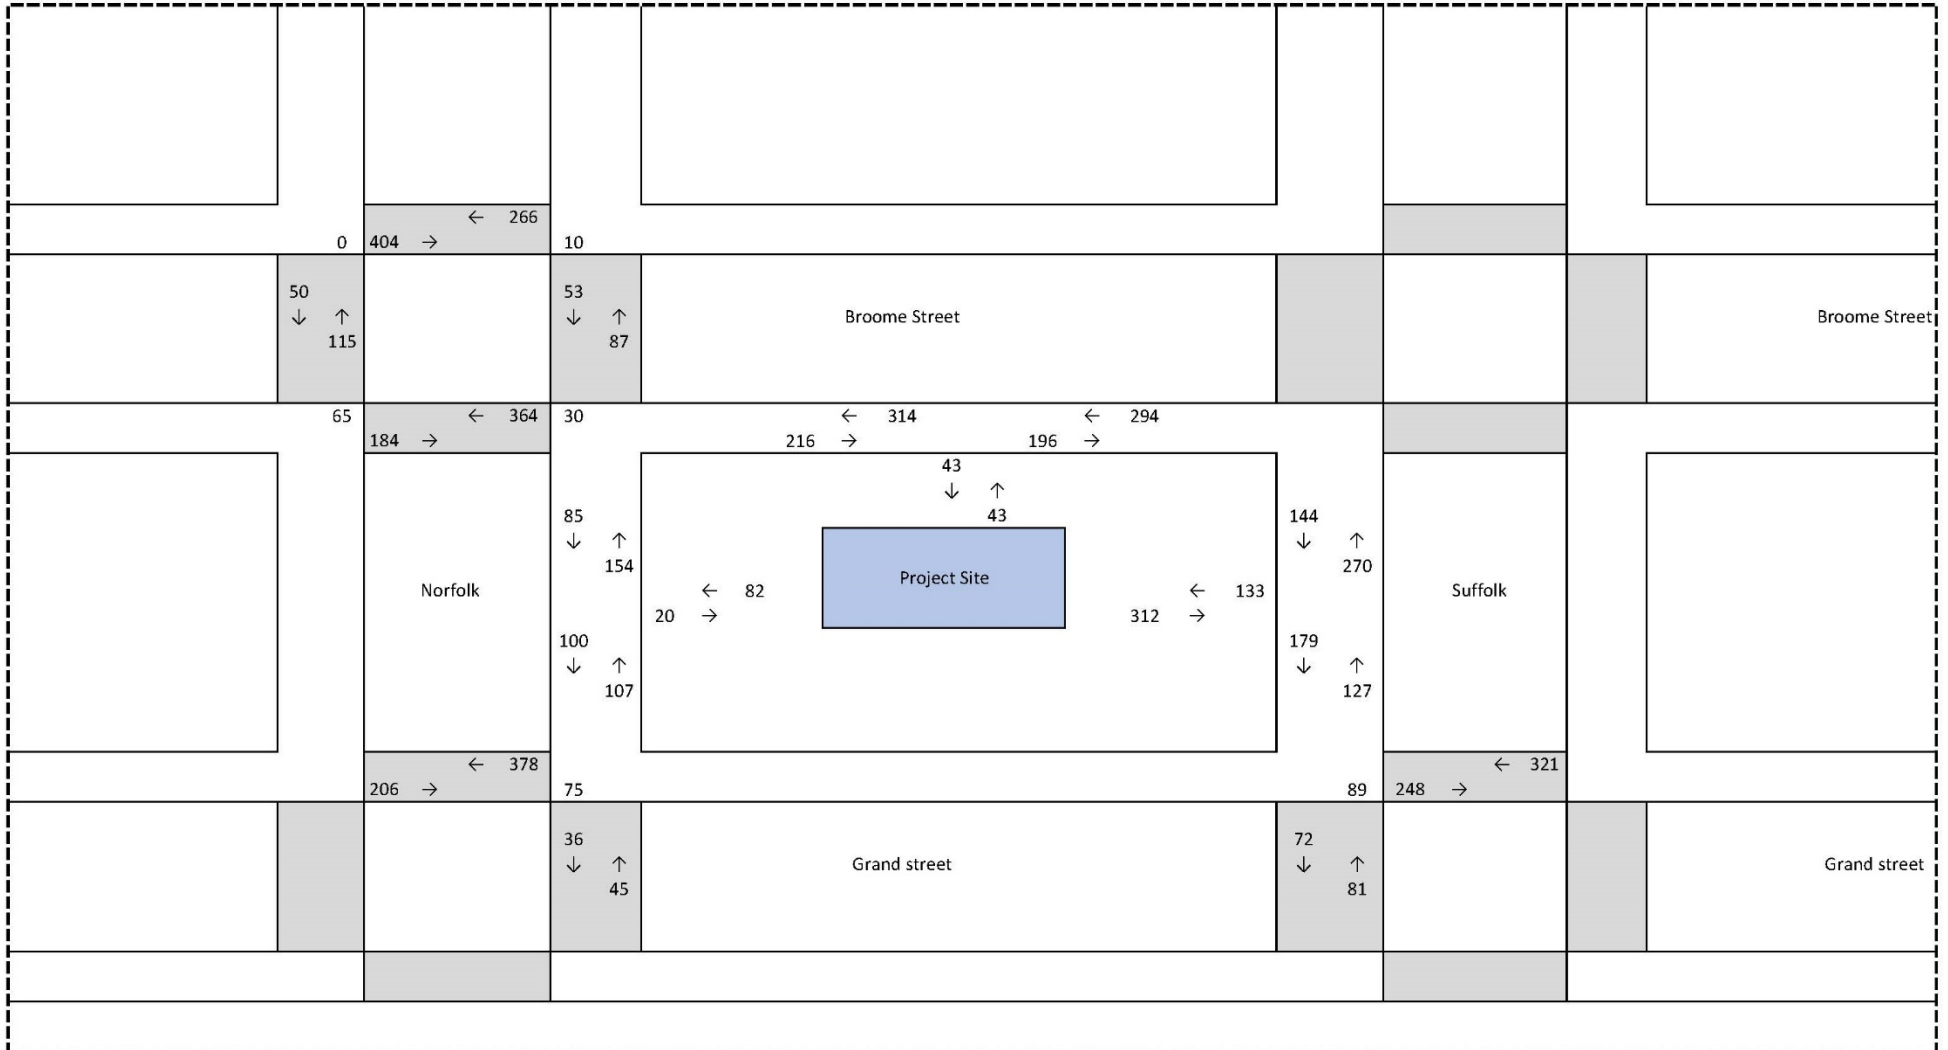 ← 266
0 404 → 10
50 53
↓ ↑ ↓ ↑ Broome Street Broome Street
115 87
65 ← 364 30 ← 314 ← 294
184 → 216 → 196 →
43
↓ ↑
85 43 144
↓ ↑ ↓ ↑
154 270
Project Site
Norfolk ← 82 ← 133 Suffolk
20 → 312 →
100 179
↓ ↑ ↓ ↑
107 127
← 378 ← 321
206 → 75 89 248 →
36 72
↓ ↑ Grand street ↓ ↑ Grand street
45 81